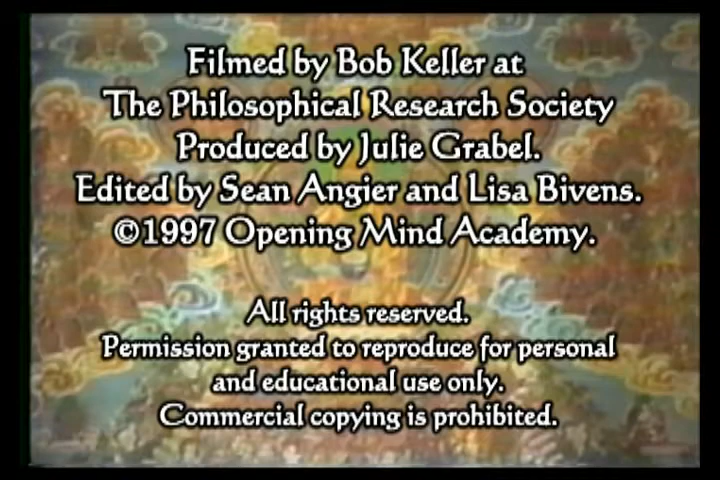 Filmed by Bob Keller at
The Philosophical Research Society
Produced by Julie Grabel.
Edited by Sean Angier and Lisa Bivens.
©1997 Opening Mind Academy.
All rights reserved.
Permission granted to reproduce for personal
and educational use only.
Commercial copying is prohibited.